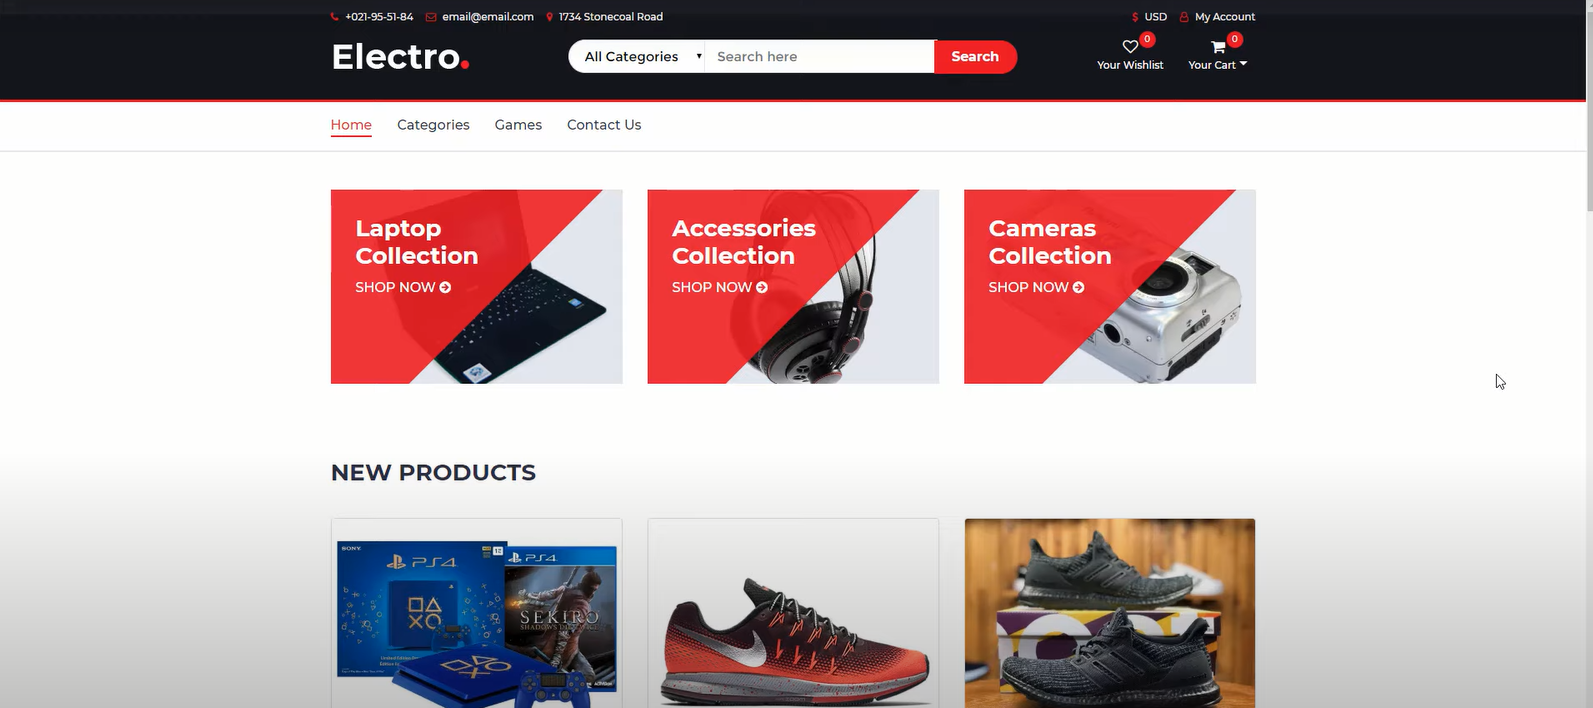 +021-95-51-84 email@email.com 1734 Stonecoal Road
$ USD My Account
Electro.
All Categories
Search here
Search
0
Your Wishlist
0
Your Cart
Home Categories Games Contact Us
Laptop
Collection
SHOP NOW
Accessories
Collection
SHOP NOW
Cameras
Collection
SHOP NOW
NEW PRODUCTS
SONY
PS4
PS4
SEKIRO
SHADOWS DIE TWICE